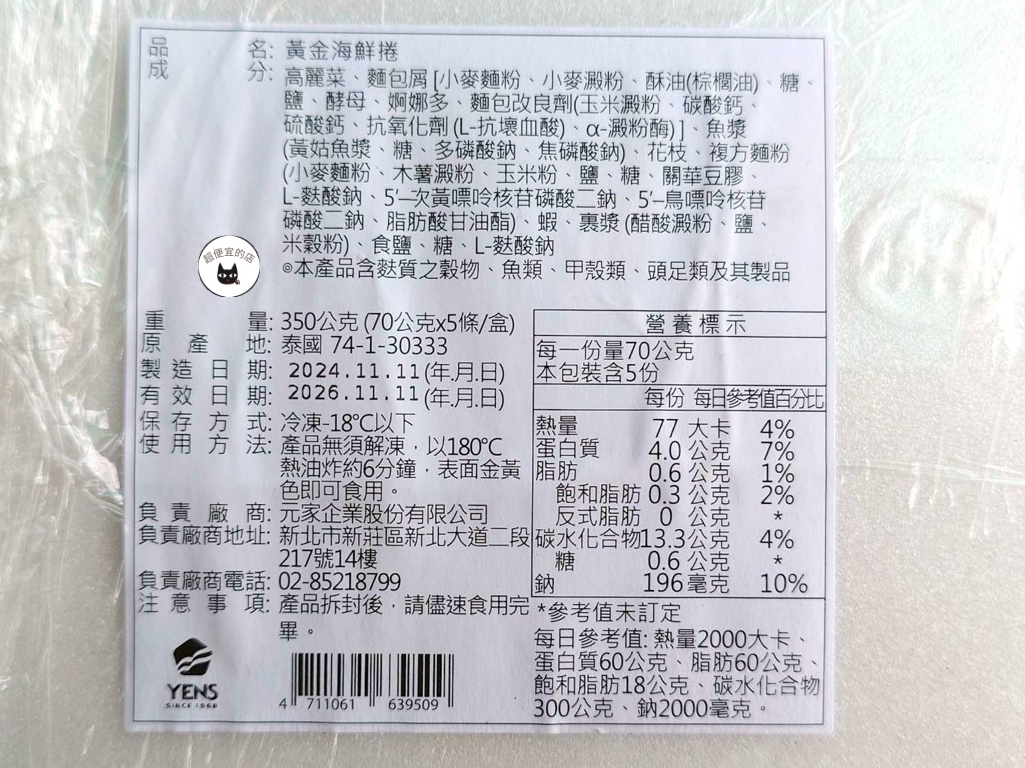 品名: 黃金海鮮捲
成分: 高麗菜、麵包屑 [小麥麵粉、小麥澱粉、酥油(棕櫚油)、糖、
鹽、酵母、婀娜多、麵包改良劑(玉米澱粉、碳酸鈣、
硫酸鈣、抗氧化劑 (L-抗壞血酸)、α-澱粉酶) ]、魚漿
(黃姑魚漿、糖、多磷酸鈉、焦磷酸鈉)、花枝、複方麵粉
(小麥麵粉、木薯澱粉、玉米粉、鹽、糖、關華豆膠、
L-麩酸鈉、5'–次黃嘌呤核苷磷酸二鈉、5'–鳥嘌呤核苷
磷酸二鈉、脂肪酸甘油酯)、蝦、裹漿 (醋酸澱粉、鹽、
米穀粉)、食鹽、糖、L-麩酸鈉
◎本產品含麩質之穀物、魚類、甲殼類、頭足類及其製品
超便宜的店
重量: 350公克 (70公克x5條/盒)
原產地: 泰國 74-1-30333
製造日期: 2024.11.11(年.月.日)
有效日期: 2026.11.11(年.月.日)
保存方式: 冷凍-18°C以下
使用方法: 產品無須解凍，以180°C
熱油炸約6分鐘，表面金黃
色即可食用。
負責廠商: 元家企業股份有限公司
負責廠商地址: 新北市新莊區新北大道二段
217號14樓
負責廠商電話: 02-85218799
注意事項: 產品拆封後，請儘速食用完
畢。
營養標示
每一份量70公克
本包裝含5份
每份 每日參考值百分比
熱量 77 大卡 4%
蛋白質 4.0 公克 7%
脂肪 0.6 公克 1%
飽和脂肪 0.3 公克 2%
反式脂肪 0 公克 *
碳水化合物 13.3公克 4%
糖 0.6 公克 *
鈉 196 毫克 10%
*參考值未訂定
每日參考值: 熱量2000大卡、
蛋白質60公克、脂肪60公克、
飽和脂肪18公克、碳水化合物
300公克、鈉2000毫克。
YENS
SINCE 1968
4 711061 639509